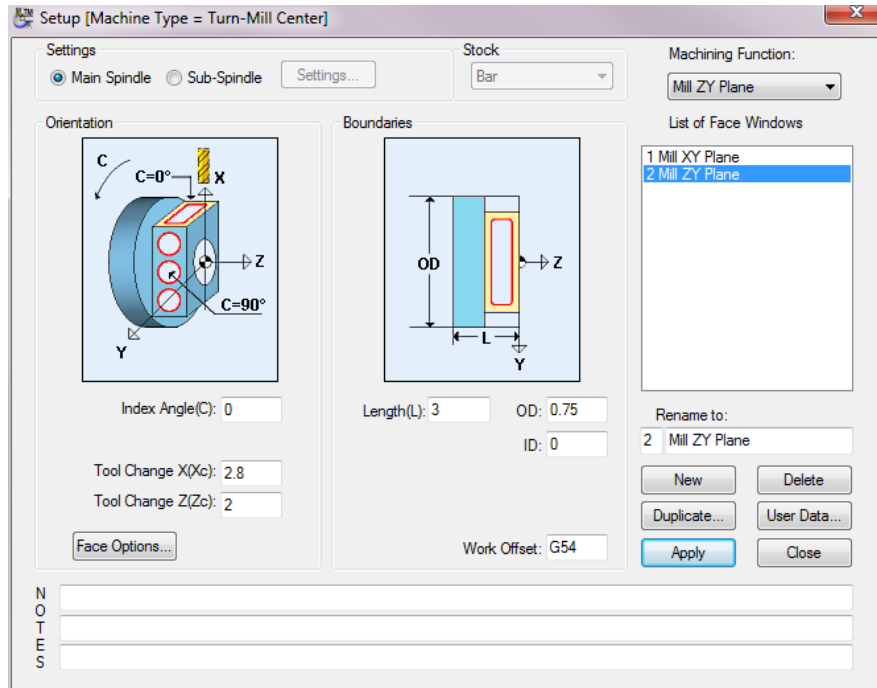 Setup [Machine Type = Turn-Mill Center]
Settings
Main Spindle Sub-Spindle Settings...
Stock
Bar
Machining Function:
Mill ZY Plane
Orientation
C
C=0°
X
Z
C=90°
Y
Index Angle(C): 0
Tool Change X(Xc): 2.8
Tool Change Z(Zc): 2
Face Options...
Boundaries
OD
Z
L
Y
Length(L): 3 OD: 0.75
ID: 0
Work Offset: G54
List of Face Windows
1 Mill XY Plane
2 Mill ZY Plane
Rename to:
2 Mill ZY Plane
New Delete
Duplicate... User Data...
Apply Close
N
O
T
E
S